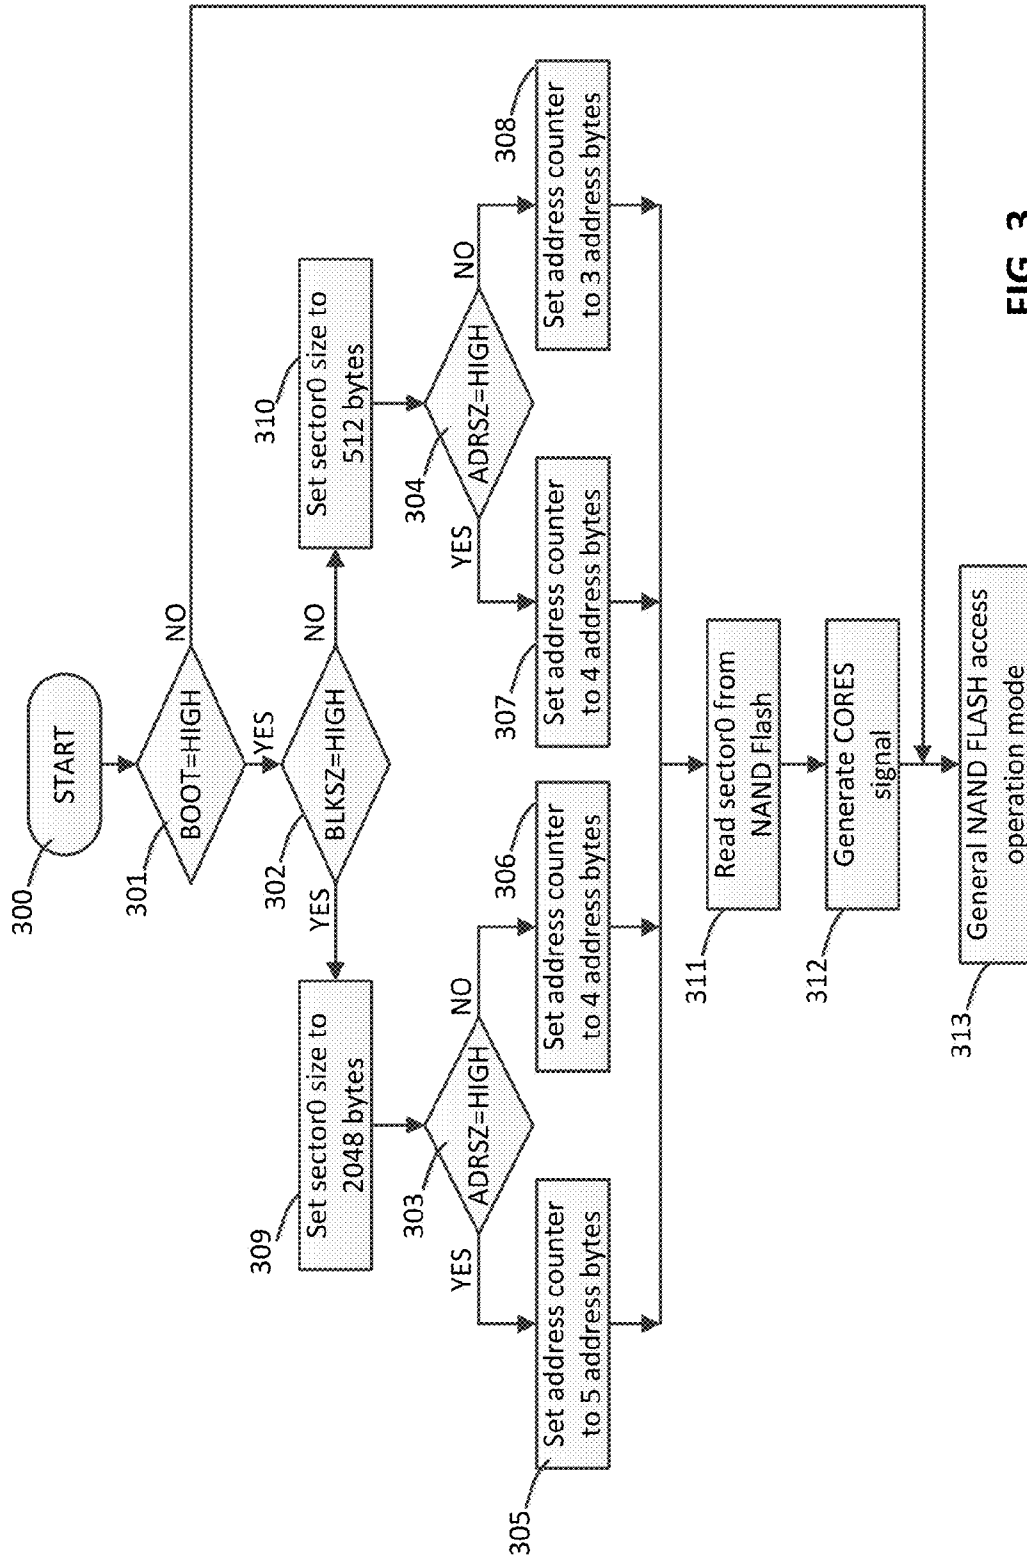 300
START
301
BOOT=HIGH
NO
YES
302
BLKSZ=HIGH
YES
NO
309
Set sector0 size to
2048 bytes
310
Set sector0 size to
512 bytes
303
ADRSZ=HIGH
YES
NO
304
ADRSZ=HIGH
YES
NO
305
Set address counter
to 5 address bytes
306
Set address counter
to 4 address bytes
307
Set address counter
to 4 address bytes
308
Set address counter
to 3 address bytes
311
Read sector0 from
NAND Flash
312
Generate CORES
signal
313
General NAND FLASH access
operation mode
FIG. 3